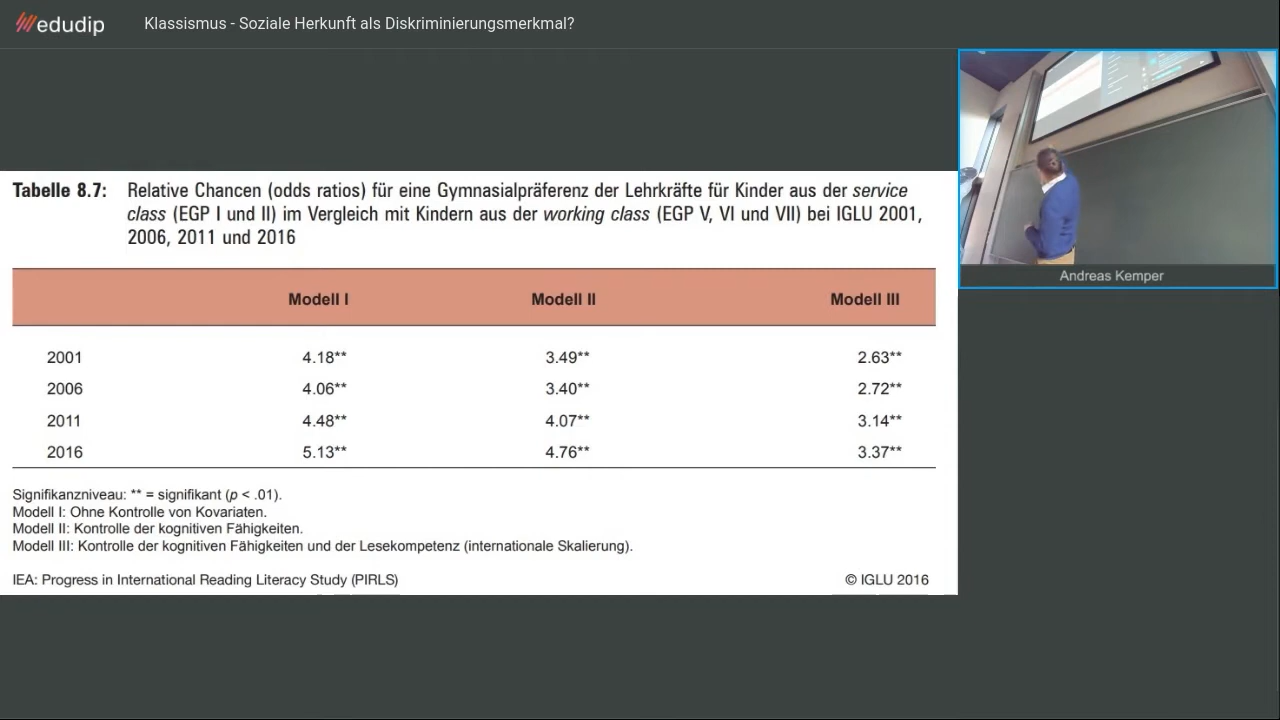 edudip
Klassismus - Soziale Herkunft als Diskriminierungsmerkmal?
Andreas Kemper
Tabelle 8.7: Relative Chancen (odds ratios) für eine Gymnasialpräferenz der Lehrkräfte für Kinder aus der service
class (EGP I und II) im Vergleich mit Kindern aus der working class (EGP V, VI und VII) bei IGLU 2001,
2006, 2011 und 2016
Modell I Modell II Modell III
2001 4.18** 3.49** 2.63**
2006 4.06** 3.40** 2.72**
2011 4.48** 4.07** 3.14**
2016 5.13** 4.76** 3.37**
Signifikanzniveau: ** = signifikant (p < .01).
Modell I: Ohne Kontrolle von Kovariaten.
Modell II: Kontrolle der kognitiven Fähigkeiten.
Modell III: Kontrolle der kognitiven Fähigkeiten und der Lesekompetenz (internationale Skalierung).
IEA: Progress in International Reading Literacy Study (PIRLS) © IGLU 2016